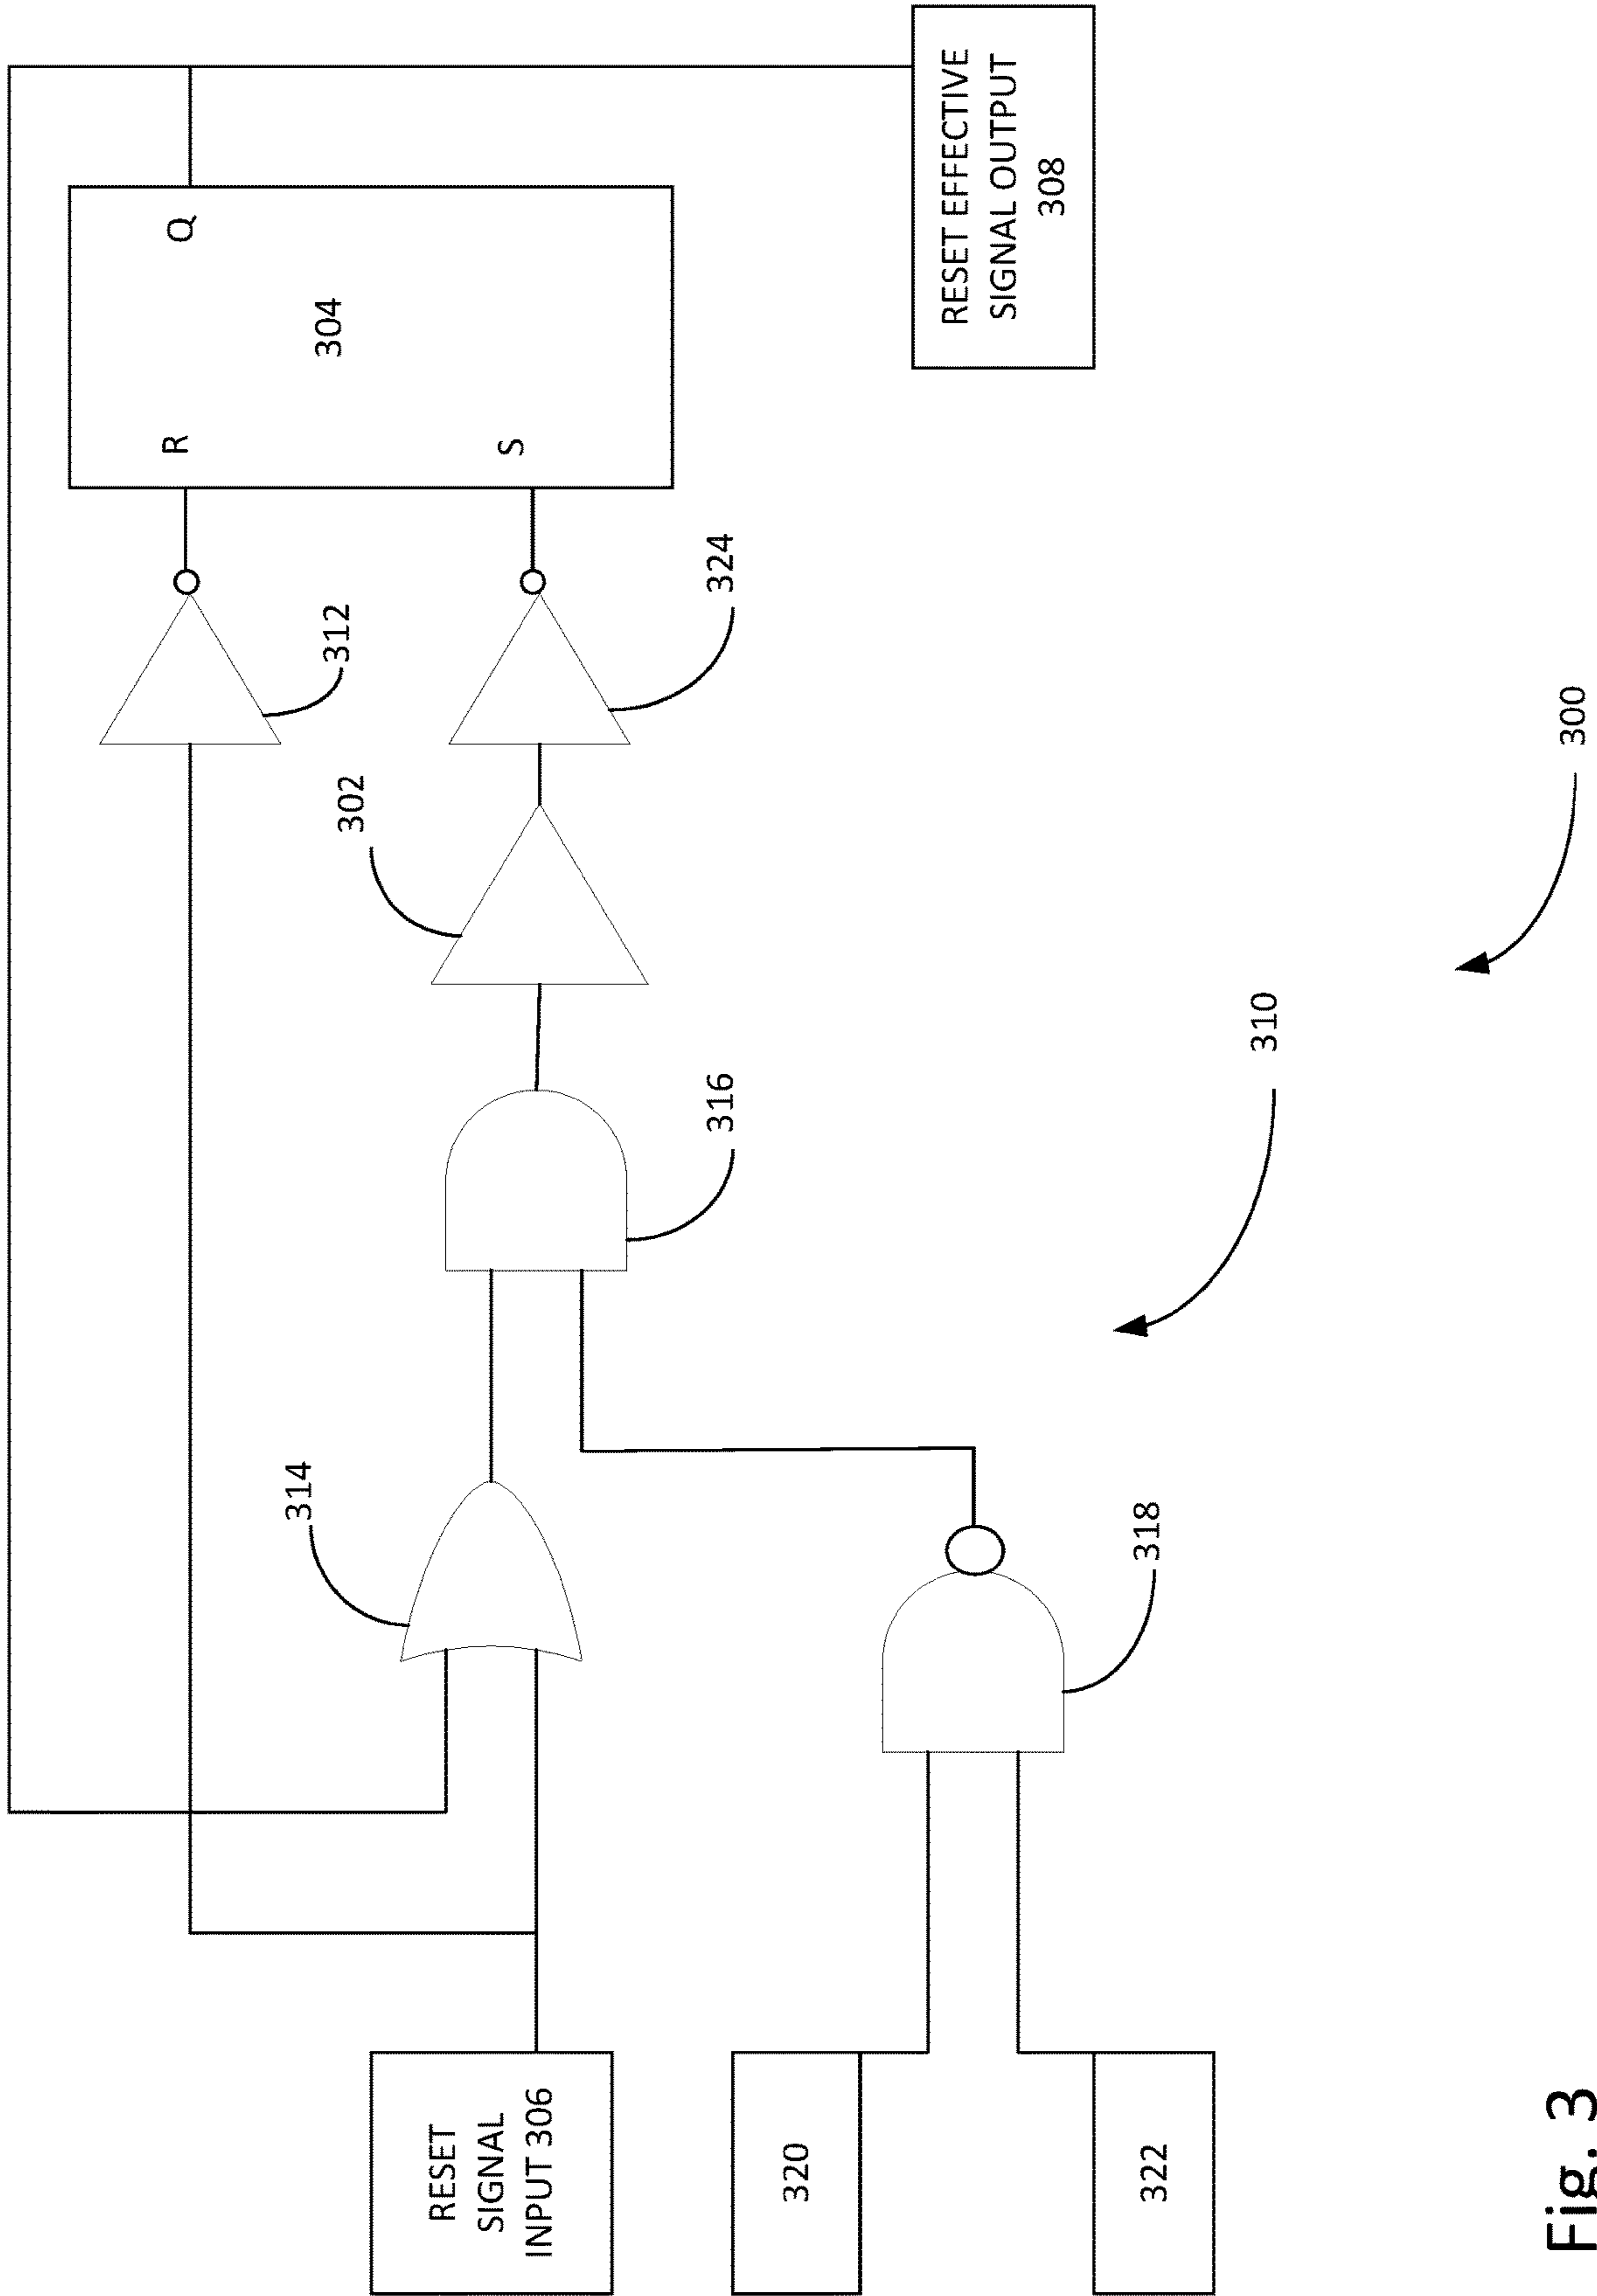 R
Q
304
S
312
324
302
316
314
318
RESET
SIGNAL
INPUT 306
320
322
RESET EFFECTIVE
SIGNAL OUTPUT
308
310
300
Fig. 3